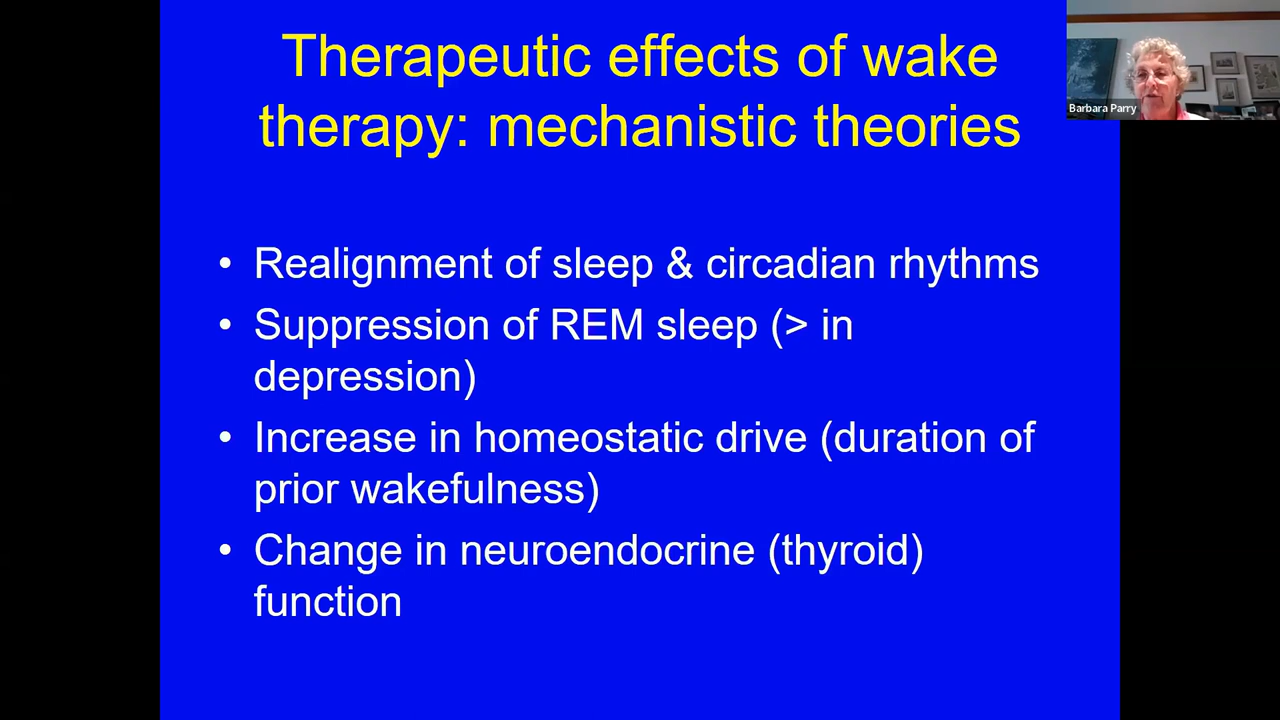 Therapeutic effects of wake
therapy: mechanistic theories
• Realignment of sleep & circadian rhythms
• Suppression of REM sleep (> in
depression)
• Increase in homeostatic drive (duration of
prior wakefulness)
• Change in neuroendocrine (thyroid)
function
Barbara Parry